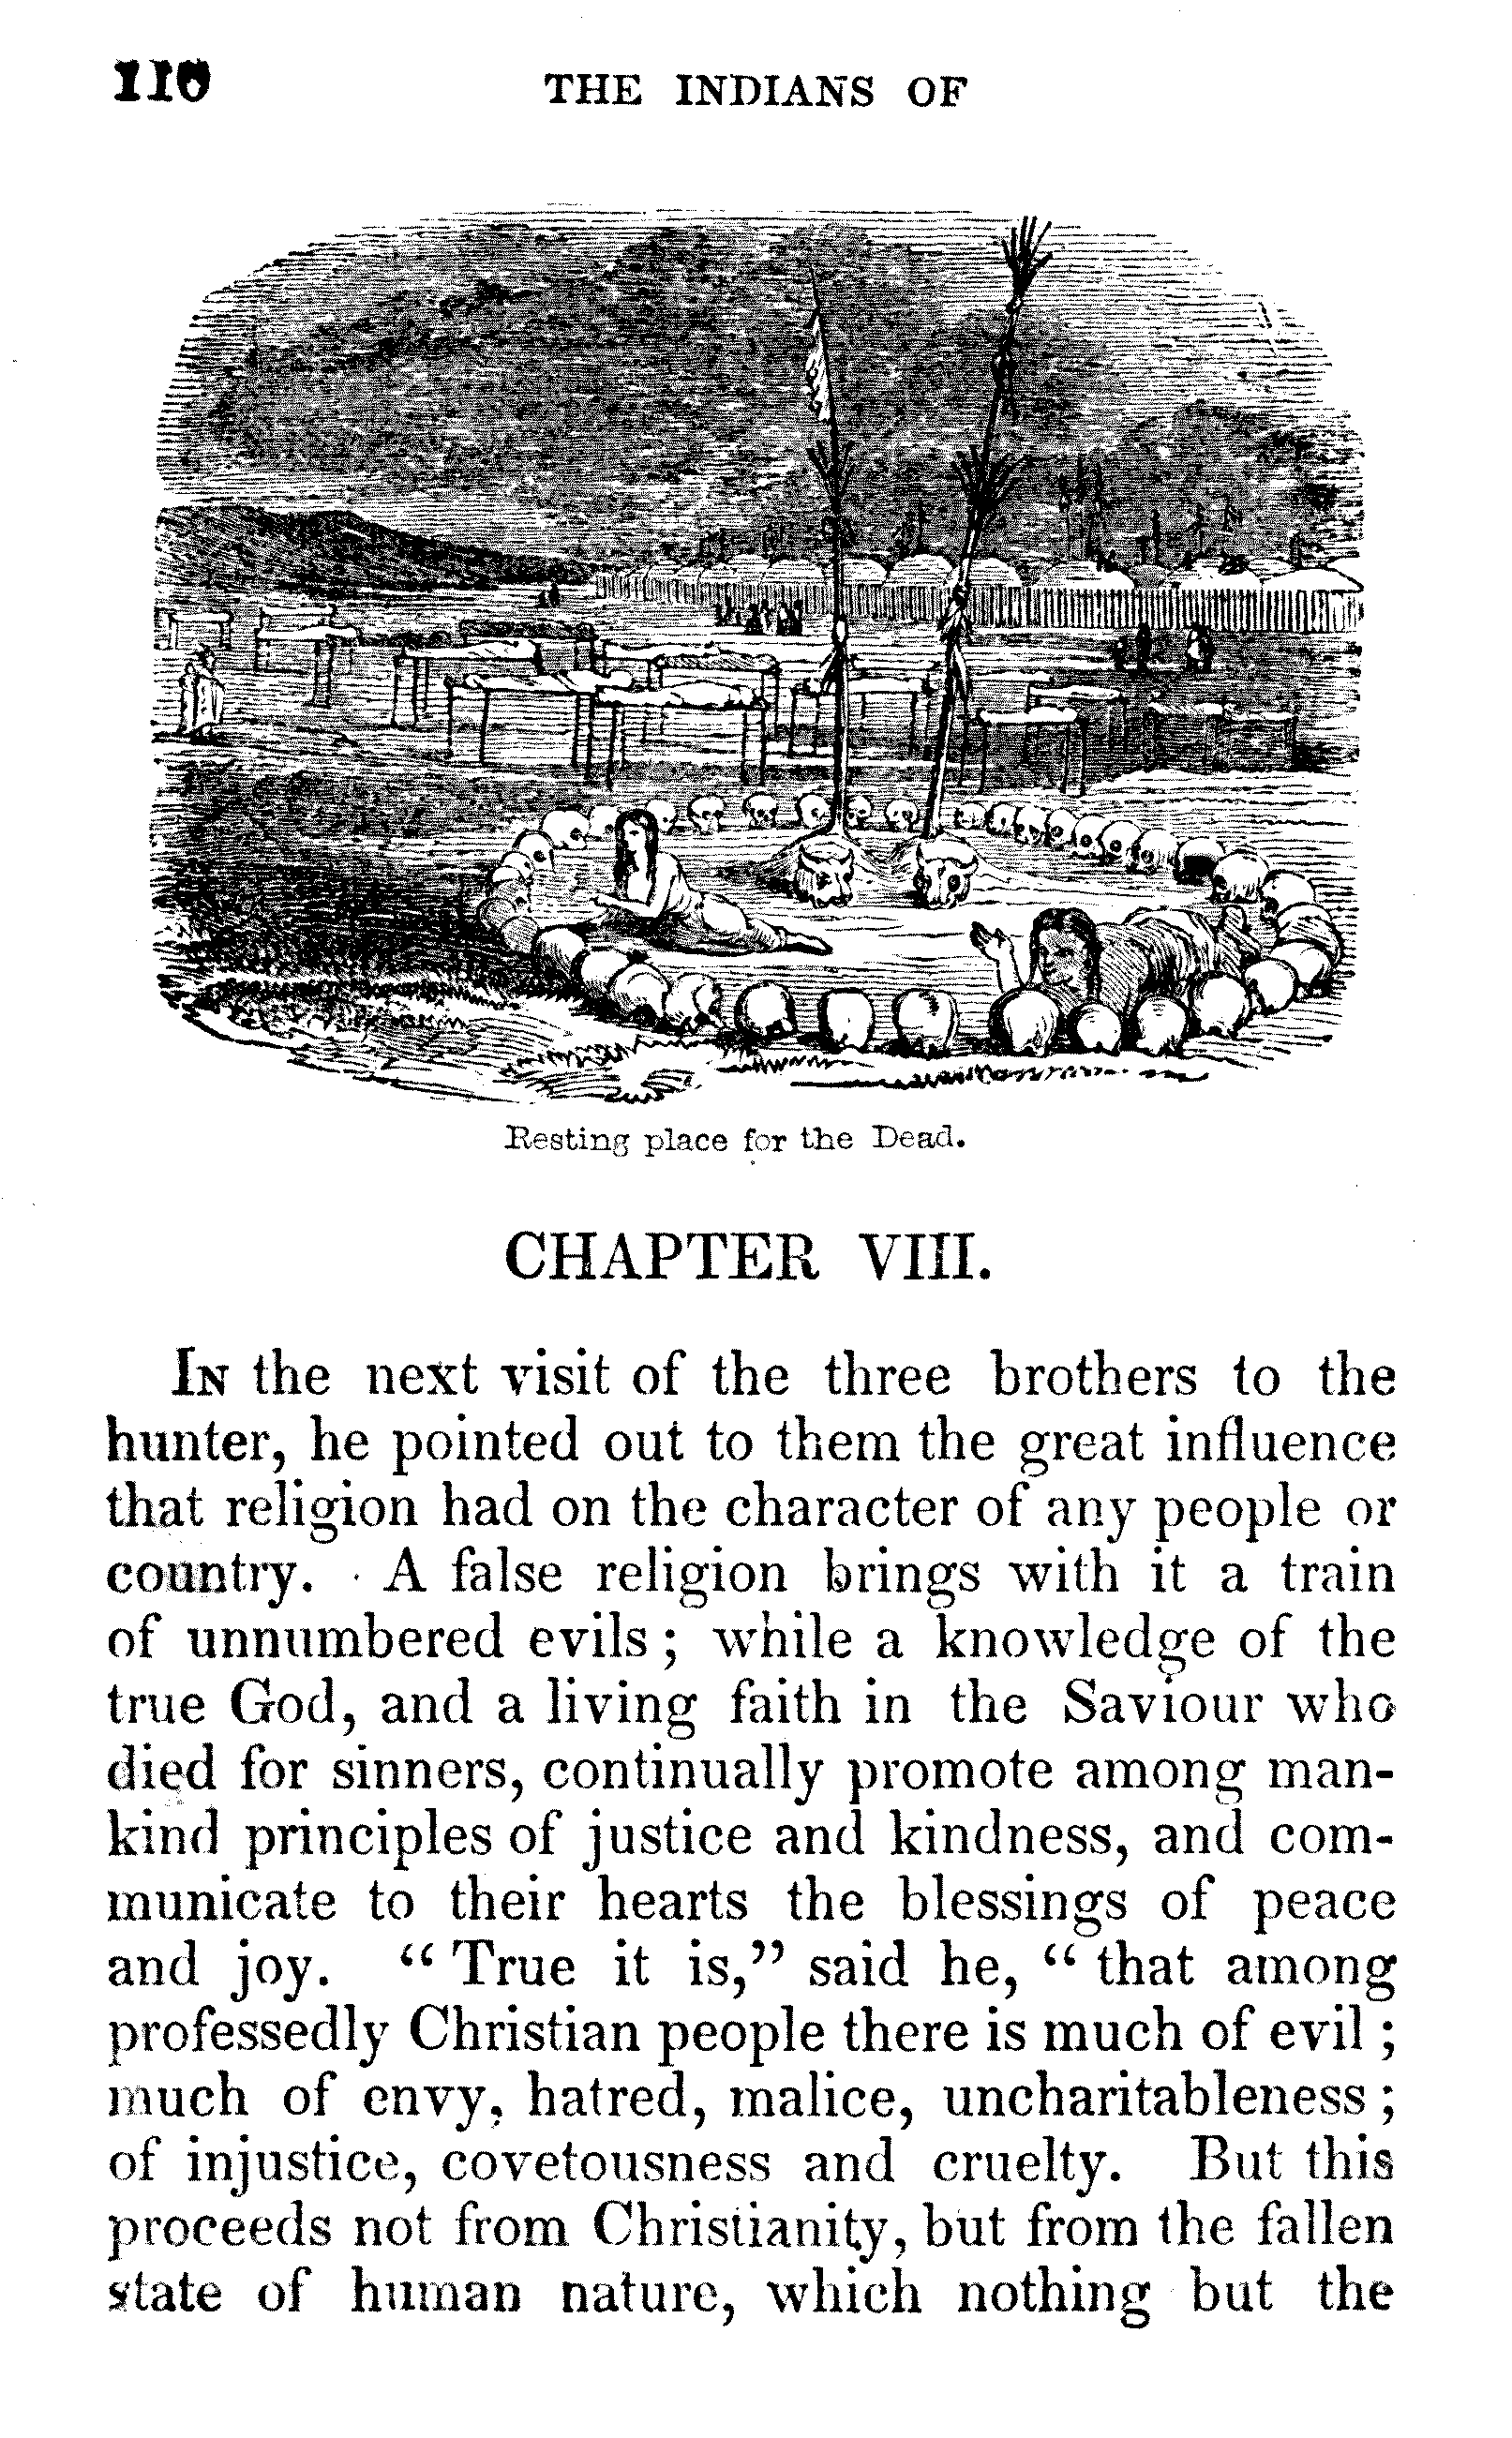 110
THE INDIANS OF
Resting place for the Dead.
CHAPTER VIII.
IN the next visit of the three brothers to the
hunter, he pointed out to them the great influence
that religion had on the character of any people or
country. A false religion brings with it a train
of unnumbered evils; while a knowledge of the
true God, and a living faith in the Saviour who
died for sinners, continually promote among man-
kind principles of justice and kindness, and com-
municate to their hearts the blessings of peace
and joy. “True it is,” said he, “that among
professedly Christian people there is much of evil;
much of envy, hatred, malice, uncharitableness;
of injustice, covetousness and cruelty. But this
proceeds not from Christianity, but from the fallen
state of human nature, which nothing but the